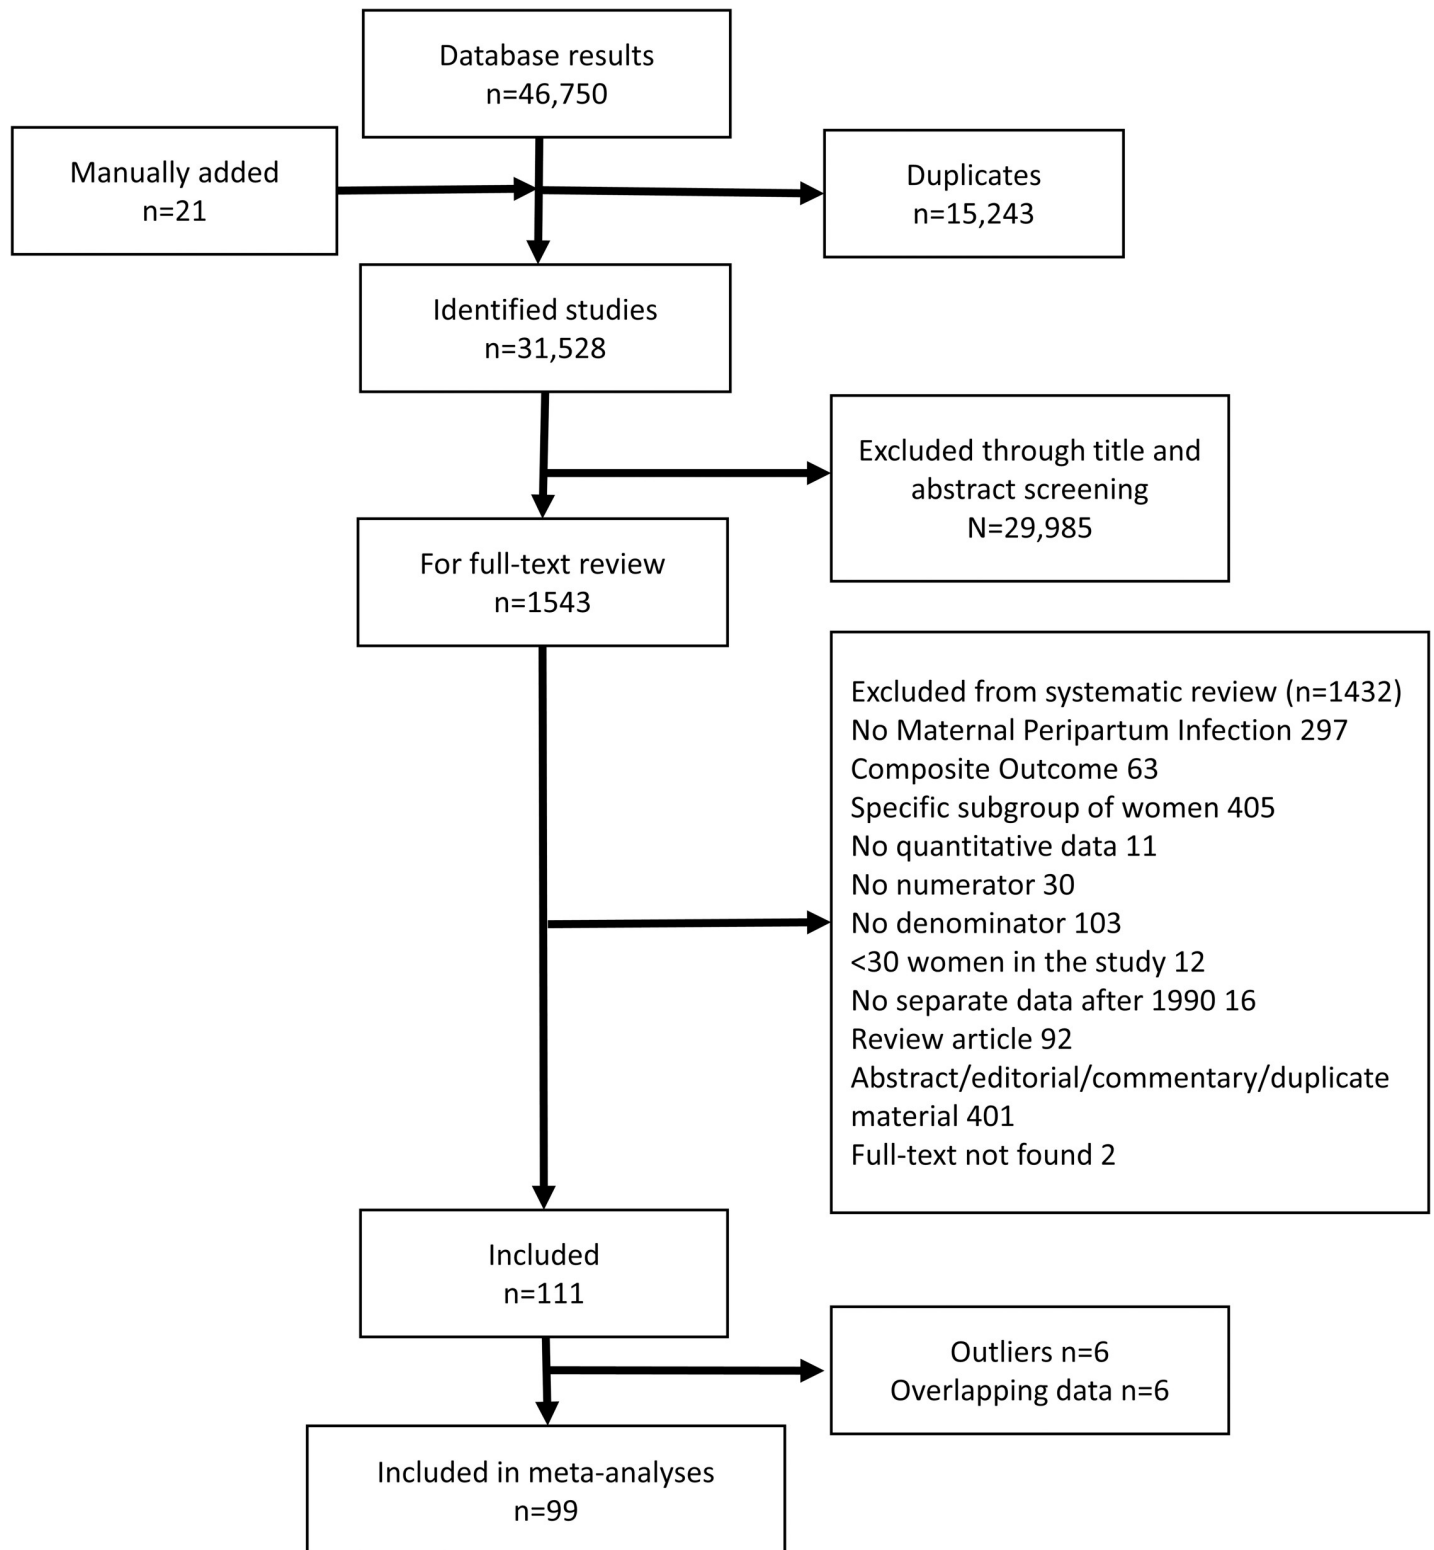 Database results
n=46,750
Manually added
n=21
Duplicates
n=15,243
Identified studies
n=31,528
Excluded through title and
abstract screening
N=29,985
For full-text review
n=1543
Excluded from systematic review (n=1432)
No Maternal Peripartum Infection 297
Composite Outcome 63
Specific subgroup of women 405
No quantitative data 11
No numerator 30
No denominator 103
<30 women in the study 12
No separate data after 1990 16
Review article 92
Abstract/editorial/commentary/duplicate
material 401
Full-text not found 2
Included
n=111
Outliers n=6
Overlapping data n=6
Included in meta-analyses
n=99